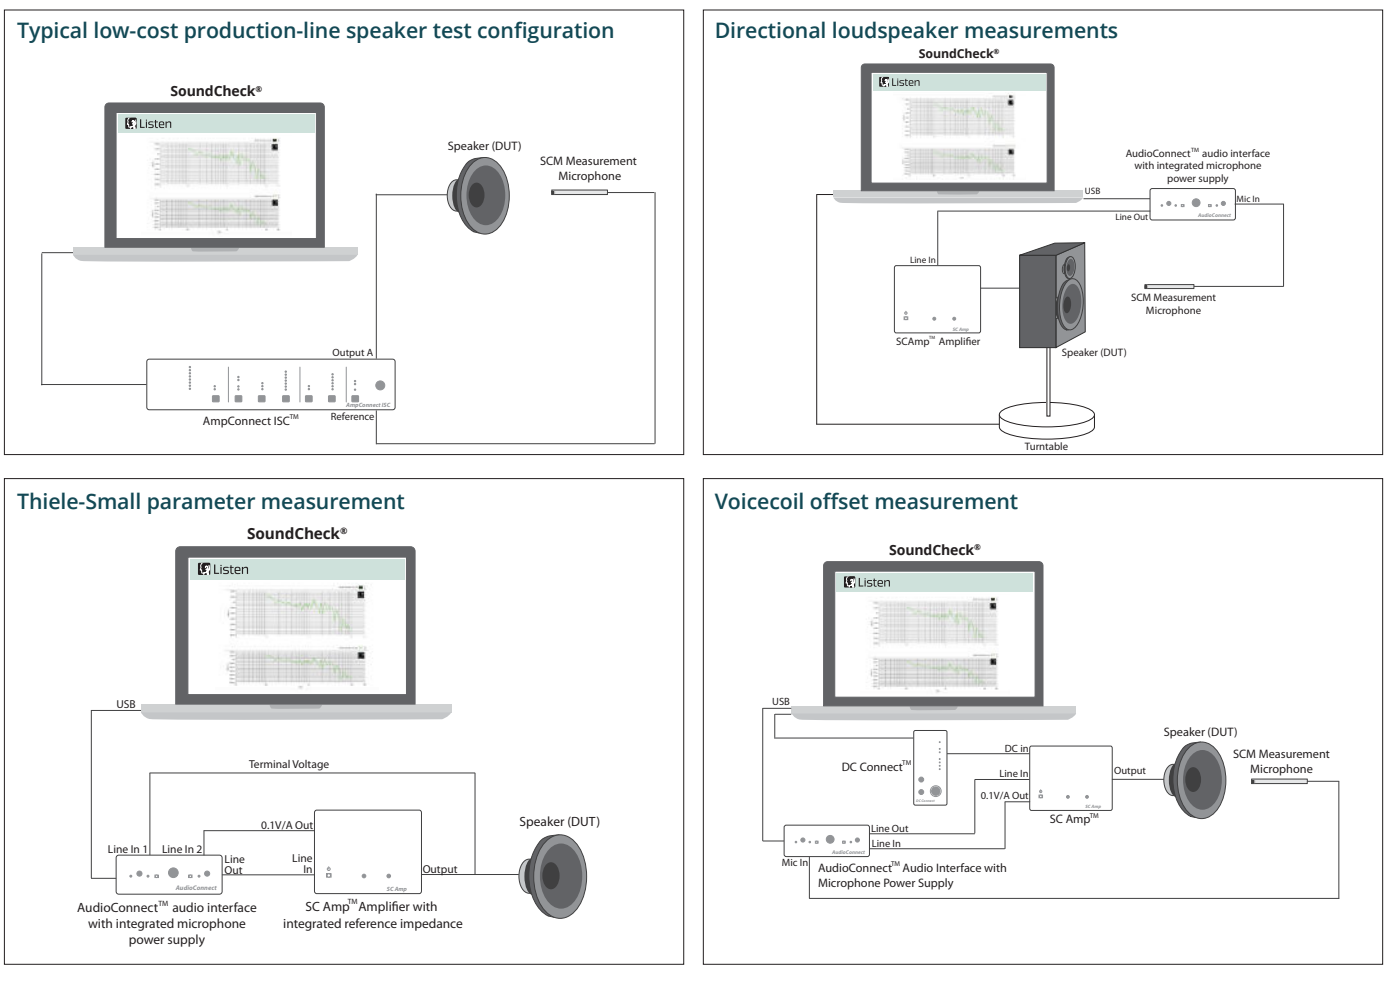 Typical low-cost production-line speaker test configuration
SoundCheck®
Listen
Speaker (DUT)
SCM Measurement
Microphone
Output A
AmpConnect ISC
AmpConnect ISC™
Reference
Directional loudspeaker measurements
SoundCheck®
Listen
AudioConnect™ audio interface
with integrated microphone
power supply
USB
Mic In
Line Out
AudioConnect
Line In
SCM Measurement
Microphone
SC Amp
SCAmp™ Amplifier
Speaker (DUT)
Turntable
Thiele-Small parameter measurement
SoundCheck®
Listen
USB
Terminal Voltage
0.1V/A Out
Speaker (DUT)
Line In 1
Line In 2
Line
Out
Line
In
Output
AudioConnect
SC Amp
AudioConnect™ audio interface
with integrated microphone
power supply
SC Amp™ Amplifier with
integrated reference impedance
Voicecoil offset measurement
SoundCheck®
Listen
USB
Speaker (DUT)
DC in
SCM Measurement
Microphone
DC Connect™
Line In
Output
0.1V/A Out
DC Connect
SC Amp
SC Amp™
Line Out
Line In
AudioConnect
Mic In
AudioConnect™ Audio Interface with
Microphone Power Supply